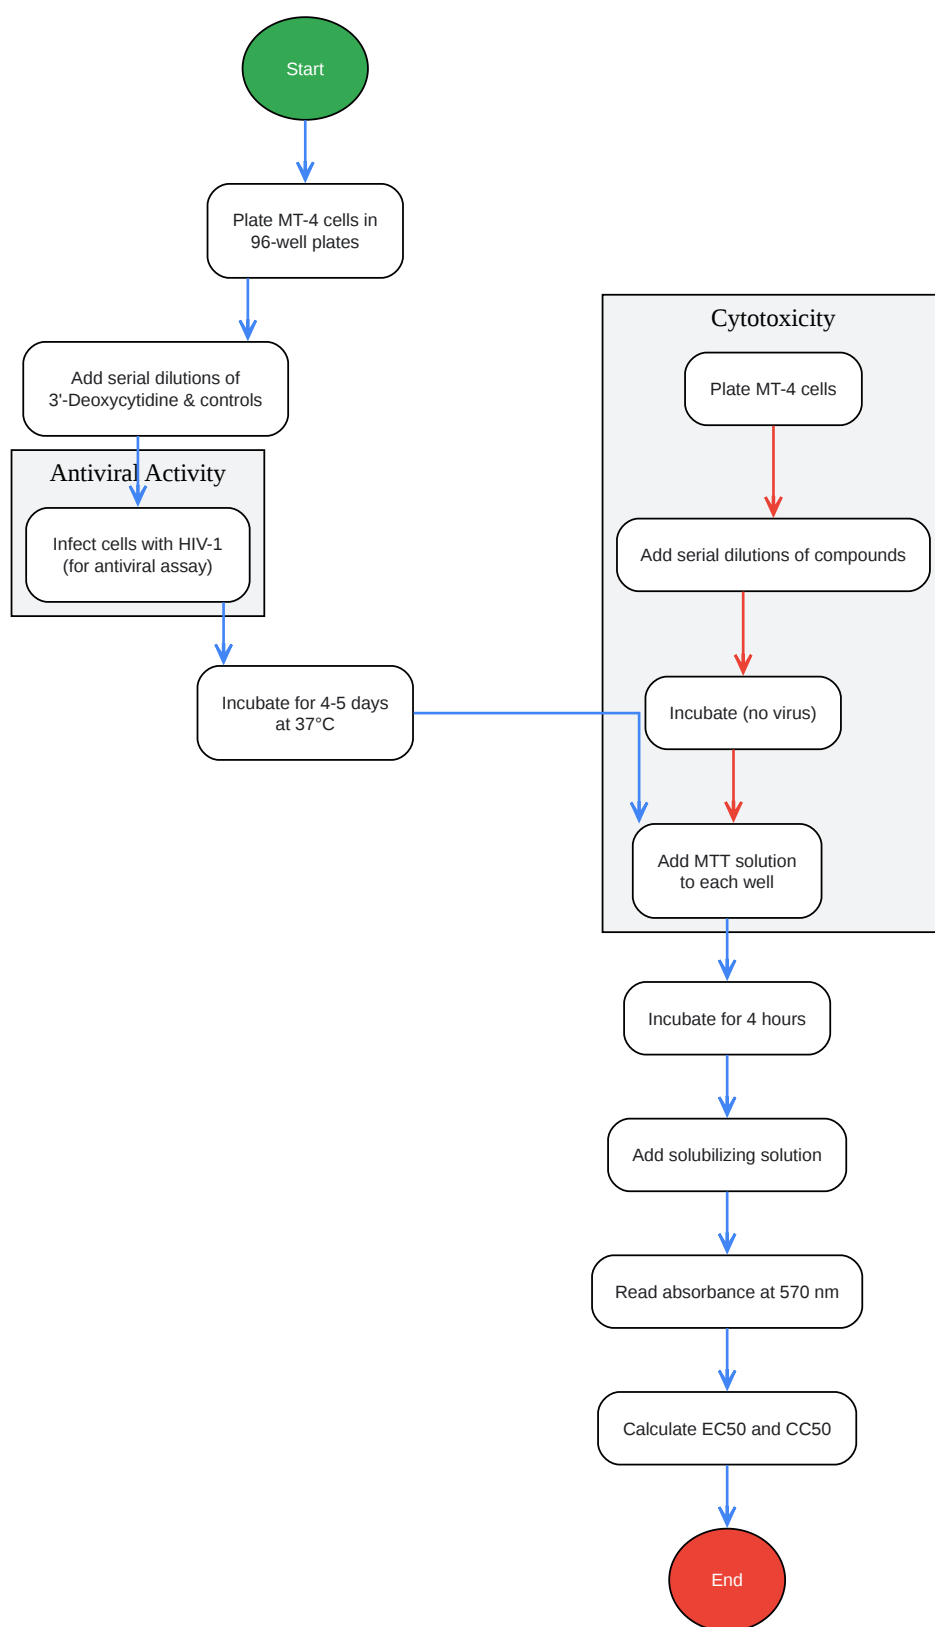 Start
Plate MT-4 cells in
96-well plates
Add serial dilutions of
3'-Deoxycytidine & controls
Antiviral Activity
Infect cells with HIV-1
(for antiviral assay)
Incubate for 4-5 days
at 37°C
Cytotoxicity
Plate MT-4 cells
Add serial dilutions of compounds
Incubate (no virus)
Add MTT solution
to each well
Incubate for 4 hours
Add solubilizing solution
Read absorbance at 570 nm
Calculate EC50 and CC50
End